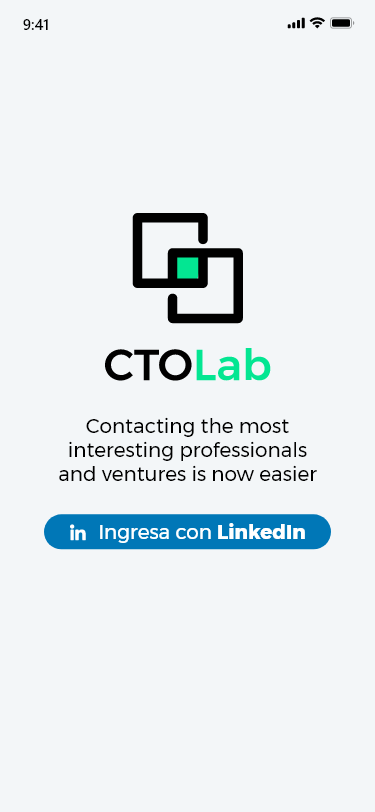 9:41
CTOLab
Contacting the most
interesting professionals
and ventures is now easier
in Ingresa con LinkedIn